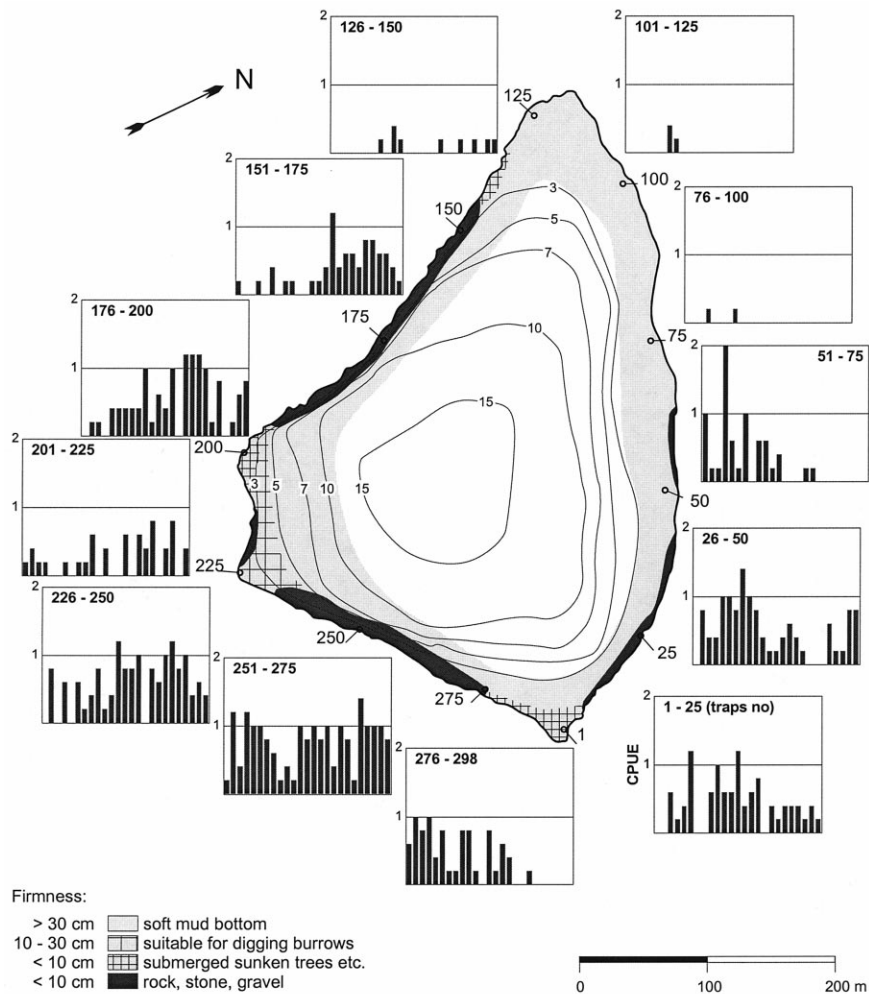 2
126 - 150
1
2
101 - 125
1
N
125
2
151 - 175
1
100
3
2
76 - 100
1
150
5
7
2
176 - 200
1
175
75
10
2
51 - 75
1
15
2
201 - 225
1
200
3
5
7
10
15
50
2
26 - 50
1
225
2
226 - 250
1
250
25
2
251 - 275
1
275
1
2
1 - 25 (traps no)
1
CPUE
2
276 - 298
1
Firmness:
> 30 cm soft mud bottom
10 - 30 cm suitable for digging burrows
< 10 cm submerged sunken trees etc.
< 10 cm rock, stone, gravel
0 100 200 m